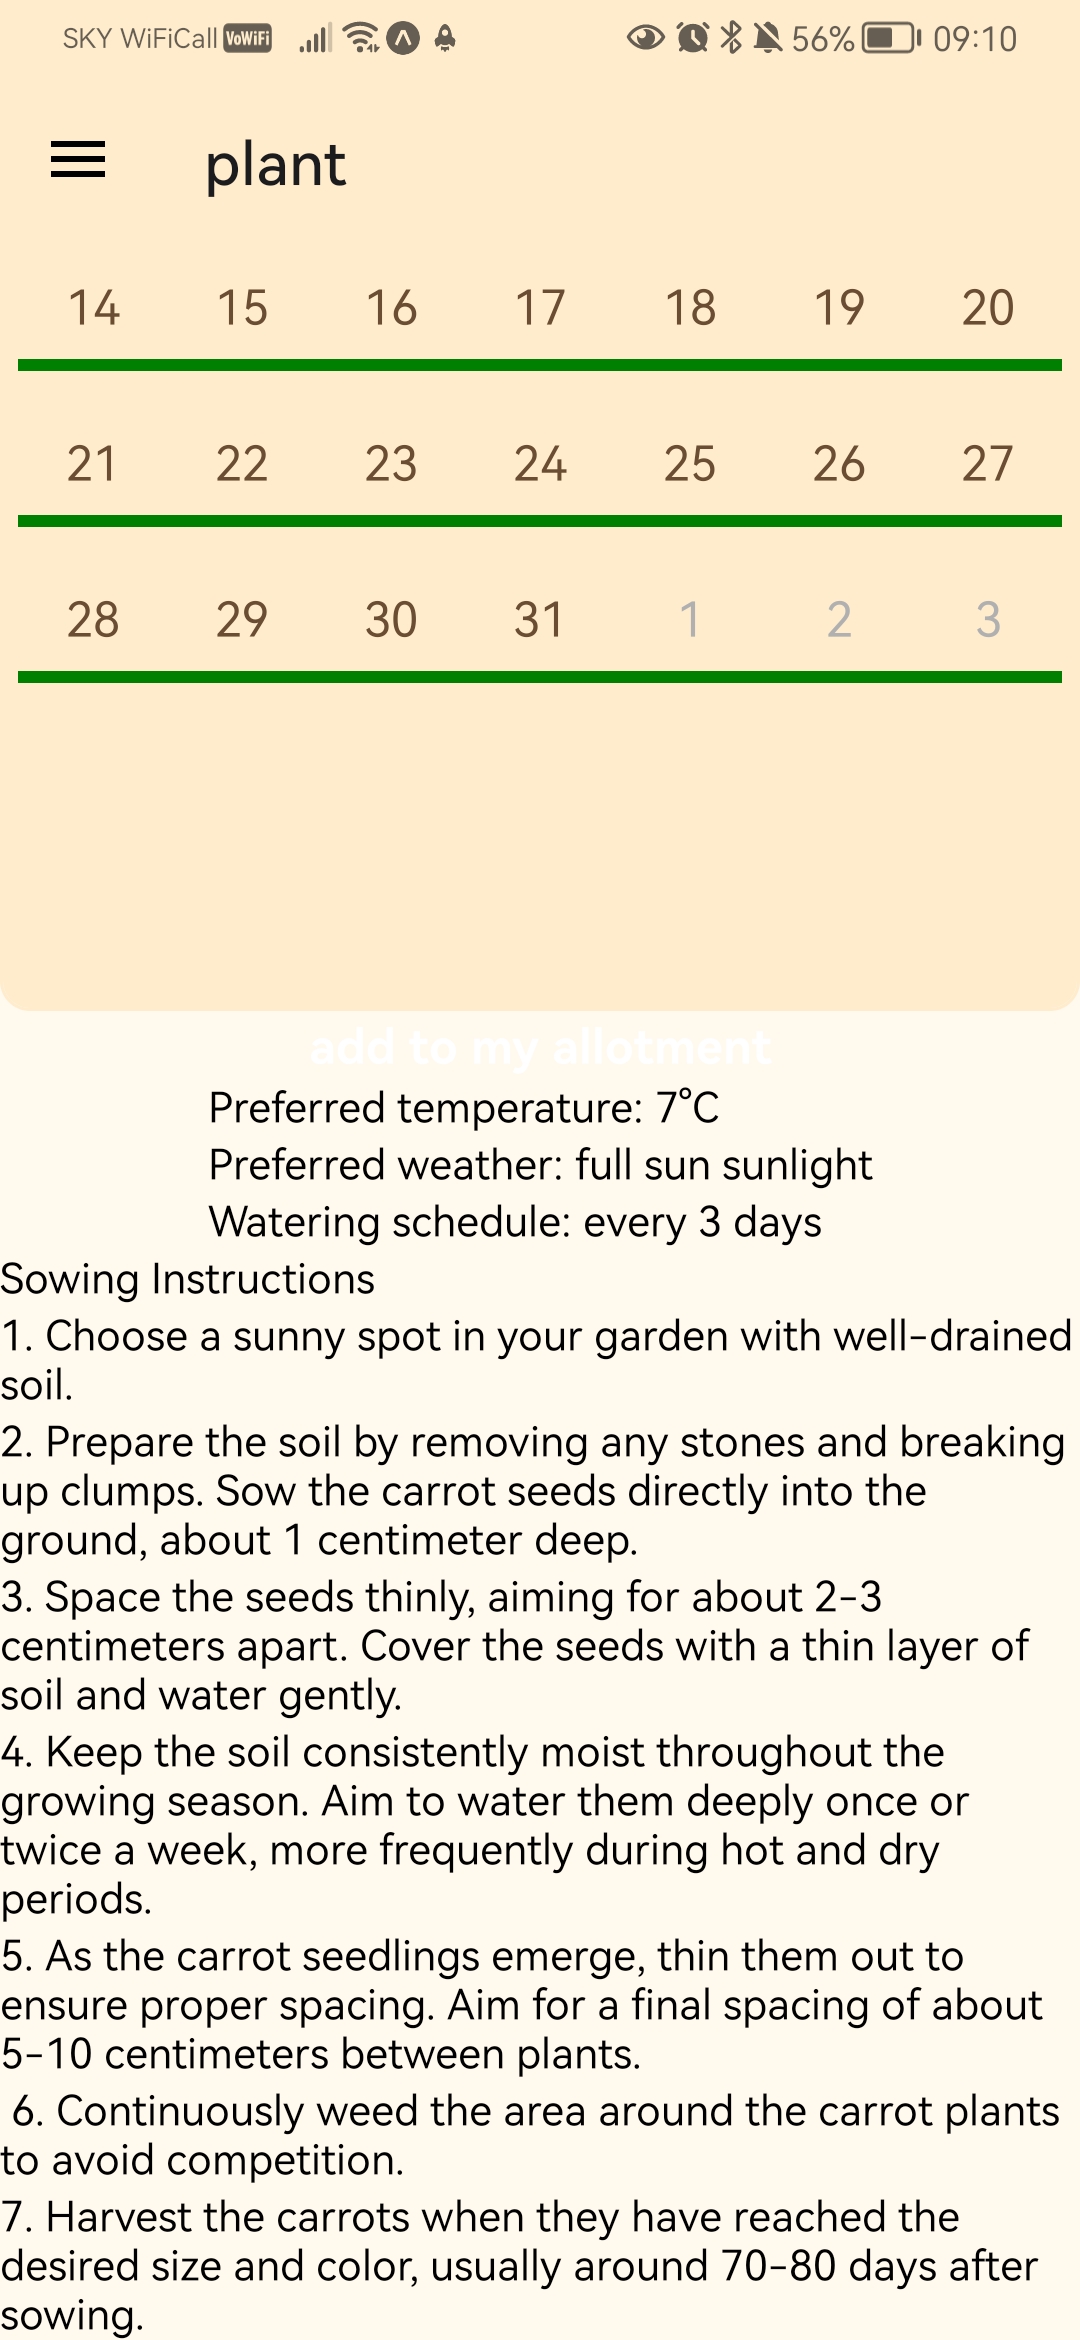 SKY WiFiCall VoWiFi 56% 09:10
plant
14 15 16 17 18 19 20
21 22 23 24 25 26 27
28 29 30 31 1 2 3
add to my allotment
Preferred temperature: 7°C
Preferred weather: full sun sunlight
Watering schedule: every 3 days
Sowing Instructions
1. Choose a sunny spot in your garden with well-drained
soil.
2. Prepare the soil by removing any stones and breaking
up clumps. Sow the carrot seeds directly into the
ground, about 1 centimeter deep.
3. Space the seeds thinly, aiming for about 2-3
centimeters apart. Cover the seeds with a thin layer of
soil and water gently.
4. Keep the soil consistently moist throughout the
growing season. Aim to water them deeply once or
twice a week, more frequently during hot and dry
periods.
5. As the carrot seedlings emerge, thin them out to
ensure proper spacing. Aim for a final spacing of about
5-10 centimeters between plants.
6. Continuously weed the area around the carrot plants
to avoid competition.
7. Harvest the carrots when they have reached the
desired size and color, usually around 70-80 days after
sowing.